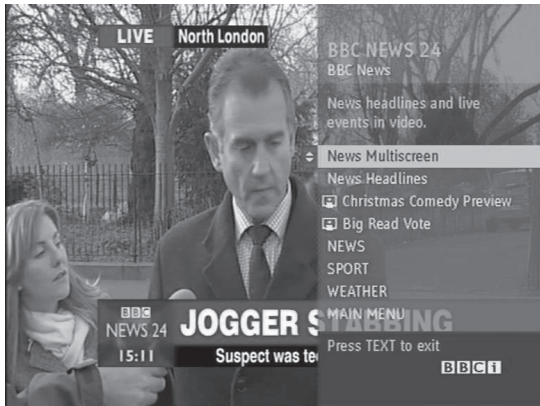 LIVE North London
BBC NEWS 24
BBC News
News headlines and live
events in video.
News Multiscreen
News Headlines
Christmas Comedy Preview
Big Read Vote
NEWS
SPORT
WEATHER
MAIN MENU
Press TEXT to exit
BBCi
BBC
NEWS 24
15:11
JOGGER STABBING
Suspect was